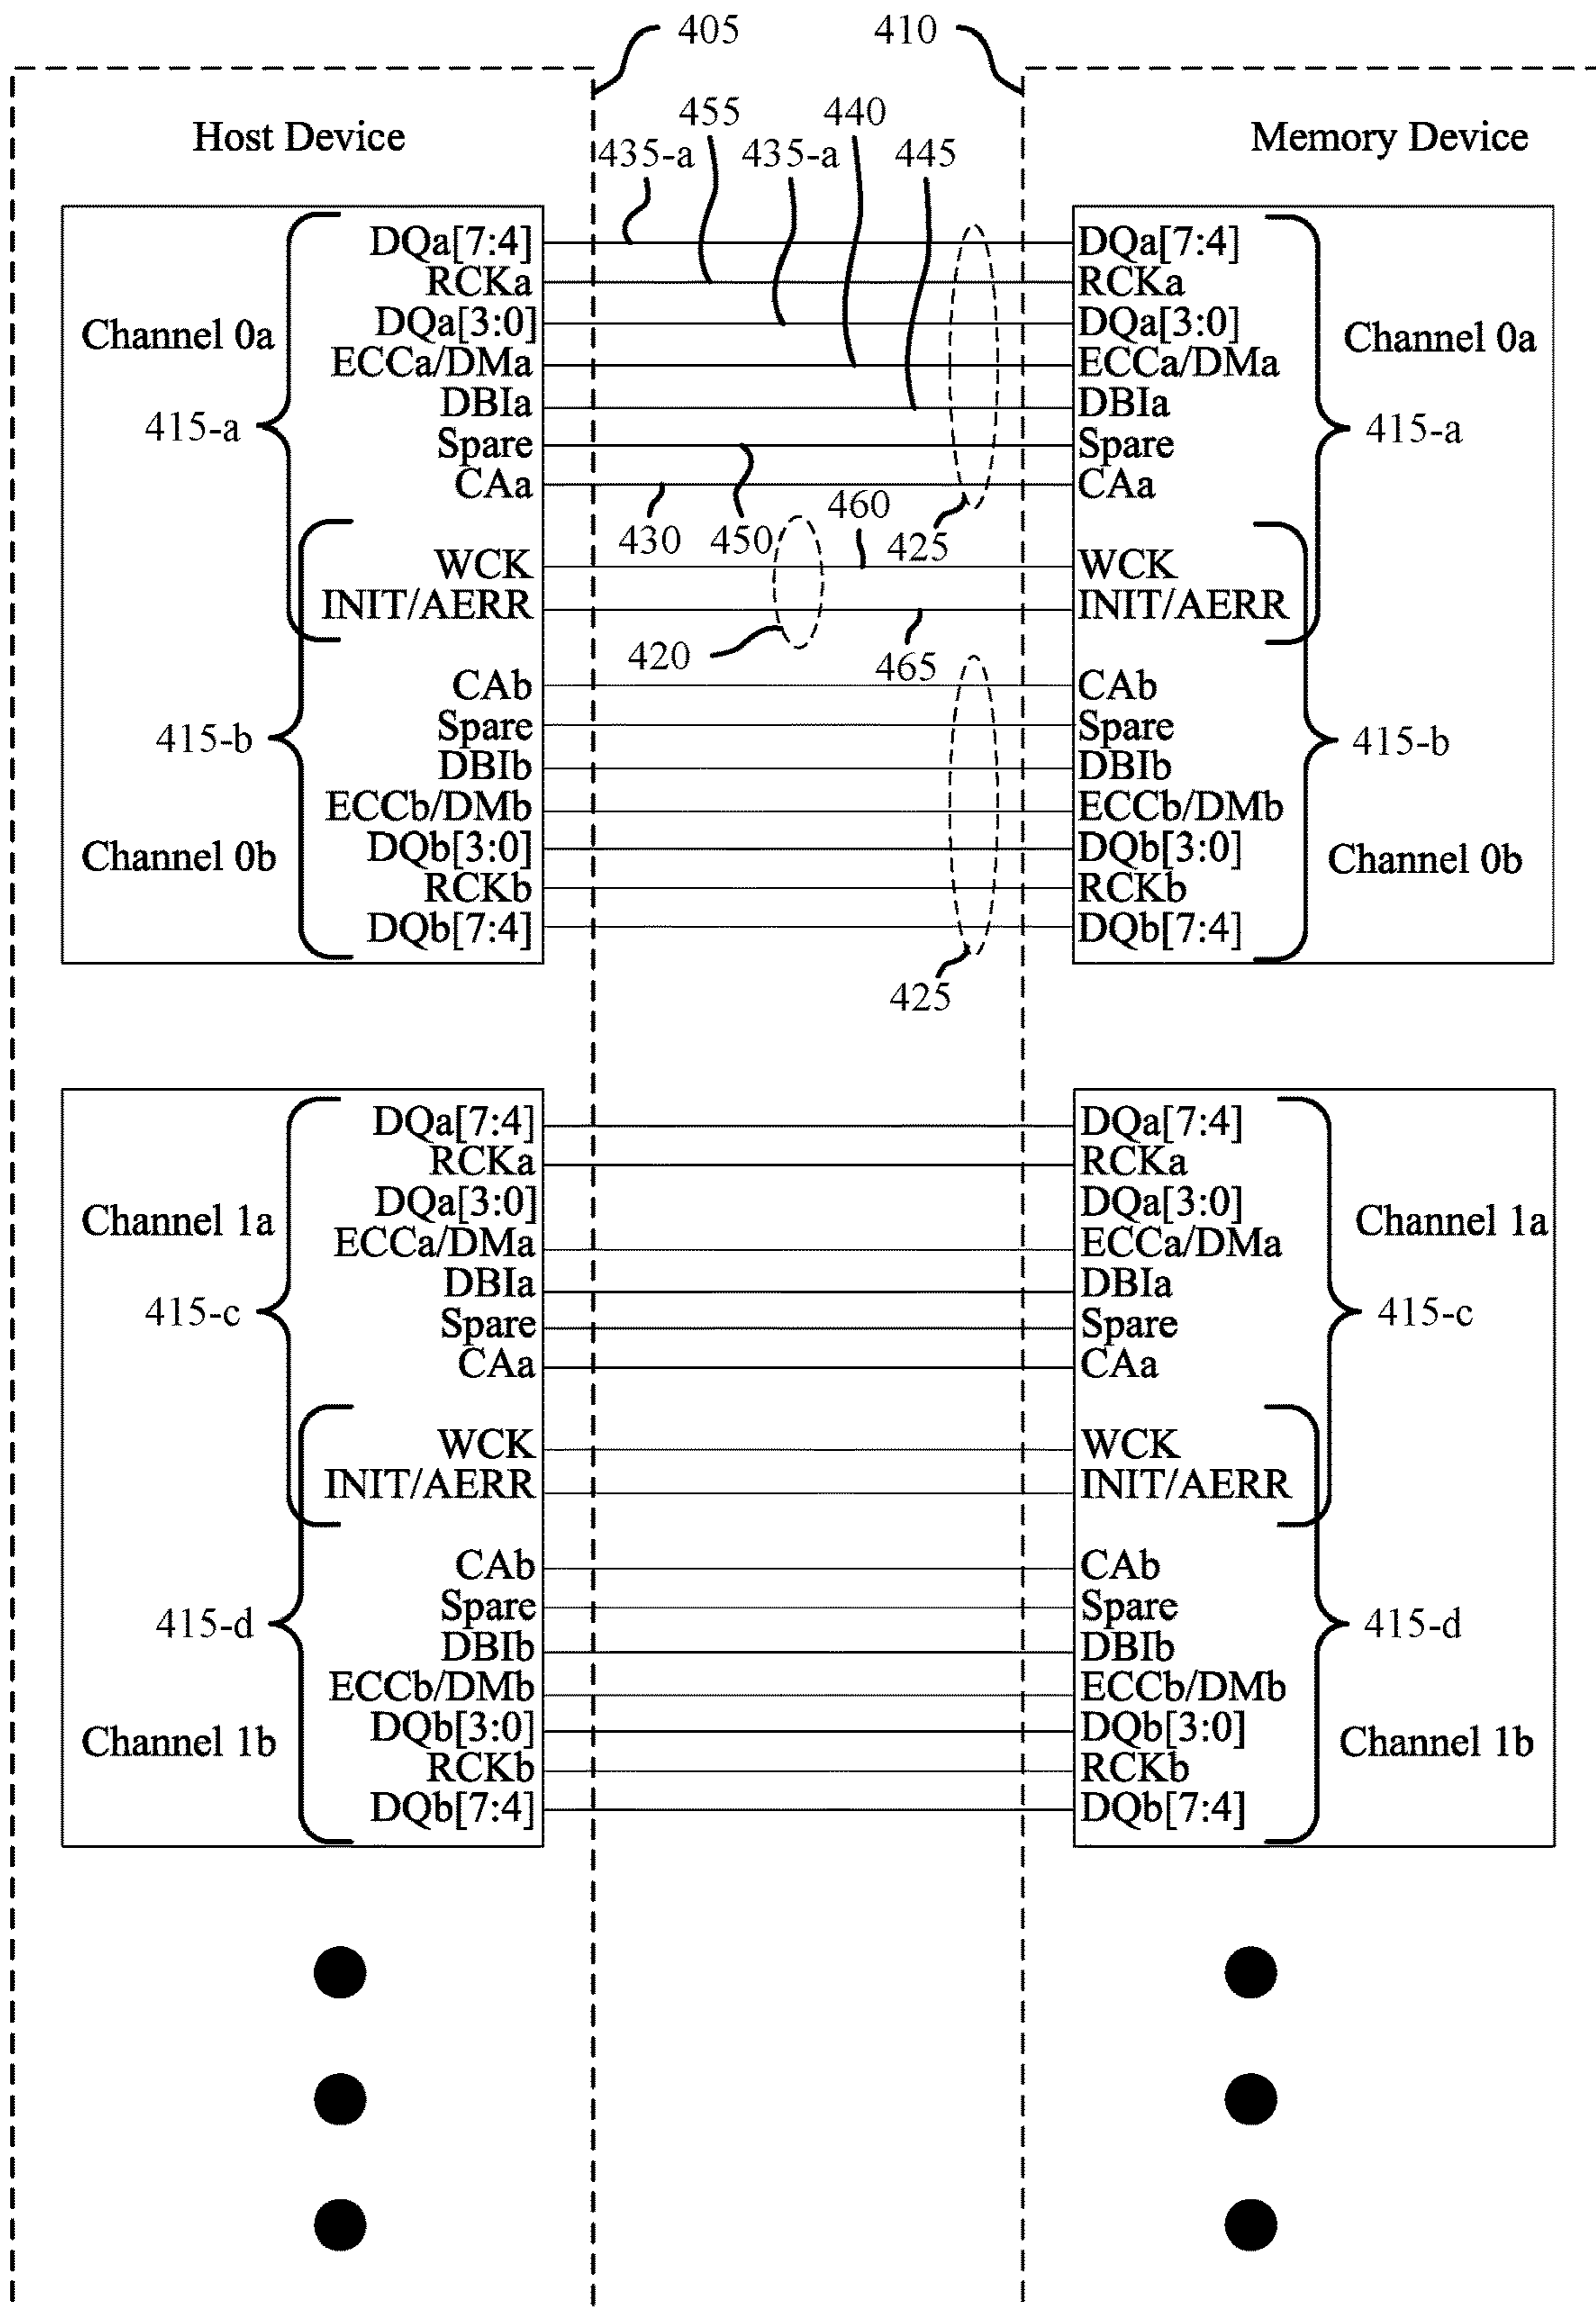 405
410
Host Device
Memory Device
455
440
435-a
435-a
445
DQa[7:4]
DQa[7:4]
RCKa
RCKa
Channel 0a
DQa[3:0]
DQa[3:0]
Channel 0a
ECCa/DMa
ECCa/DMa
415-a
DBIa
DBIa
415-a
Spare
Spare
CAa
CAa
430
450
460
425
WCK
WCK
INIT/AERR
INIT/AERR
420
465
CAb
CAb
415-b
Spare
Spare
415-b
DBIb
DBIb
ECCb/DMb
ECCb/DMb
Channel 0b
DQb[3:0]
DQb[3:0]
Channel 0b
RCKb
RCKb
DQb[7:4]
DQb[7:4]
425
DQa[7:4]
DQa[7:4]
RCKa
RCKa
Channel 1a
DQa[3:0]
DQa[3:0]
Channel 1a
ECCa/DMa
ECCa/DMa
415-c
DBIa
DBIa
415-c
Spare
Spare
CAa
CAa
WCK
WCK
INIT/AERR
INIT/AERR
CAb
CAb
415-d
Spare
Spare
415-d
DBIb
DBIb
ECCb/DMb
ECCb/DMb
Channel 1b
DQb[3:0]
DQb[3:0]
Channel 1b
RCKb
RCKb
DQb[7:4]
DQb[7:4]